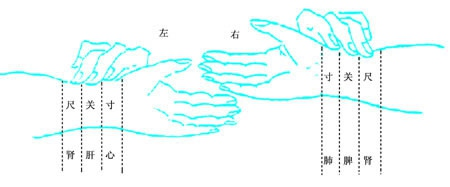 左 右
尺 关 寸
寸 关 尺
肾 肝 心
肺 脾 肾